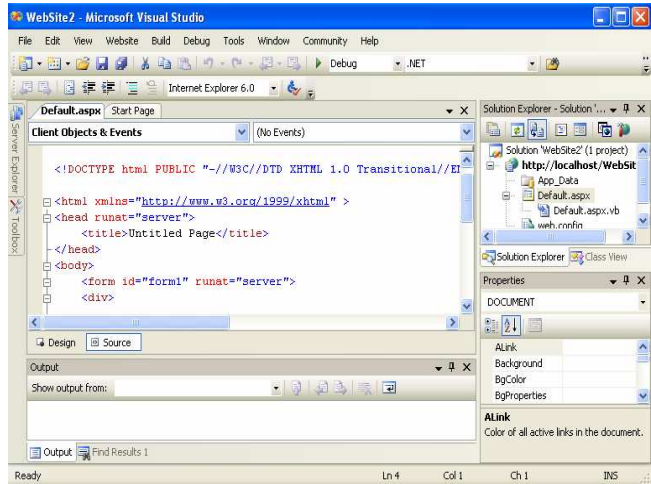 WebSite2 - Microsoft Visual Studio
File Edit View Website Build Debug Tools Window Community Help
Debug .NET
Internet Explorer 6.0
Server Explorer
Toolbox
Default.aspx Start Page
Client Objects & Events (No Events)
<!DOCTYPE html PUBLIC "-//W3C//DTD XHTML 1.0 Transitional//EN
<html xmlns="http://www.w3.org/1999/xhtml" >
<head runat="server">
<title>Untitled Page</title>
</head>
<body>
<form id="form1" runat="server">
<div>
Design Source
Output
Show output from:
Output Find Results 1
Solution Explorer - Solution '...
Solution 'WebSite2' (1 project)
http://localhost/WebSit
App_Data
Default.aspx
Default.aspx.vb
web.config
Solution Explorer Class View
Properties
DOCUMENT
ALink
Background
BgColor
BgProperties
ALink
Color of all active links in the document.
Ready Ln 4 Col 1 Ch 1 INS